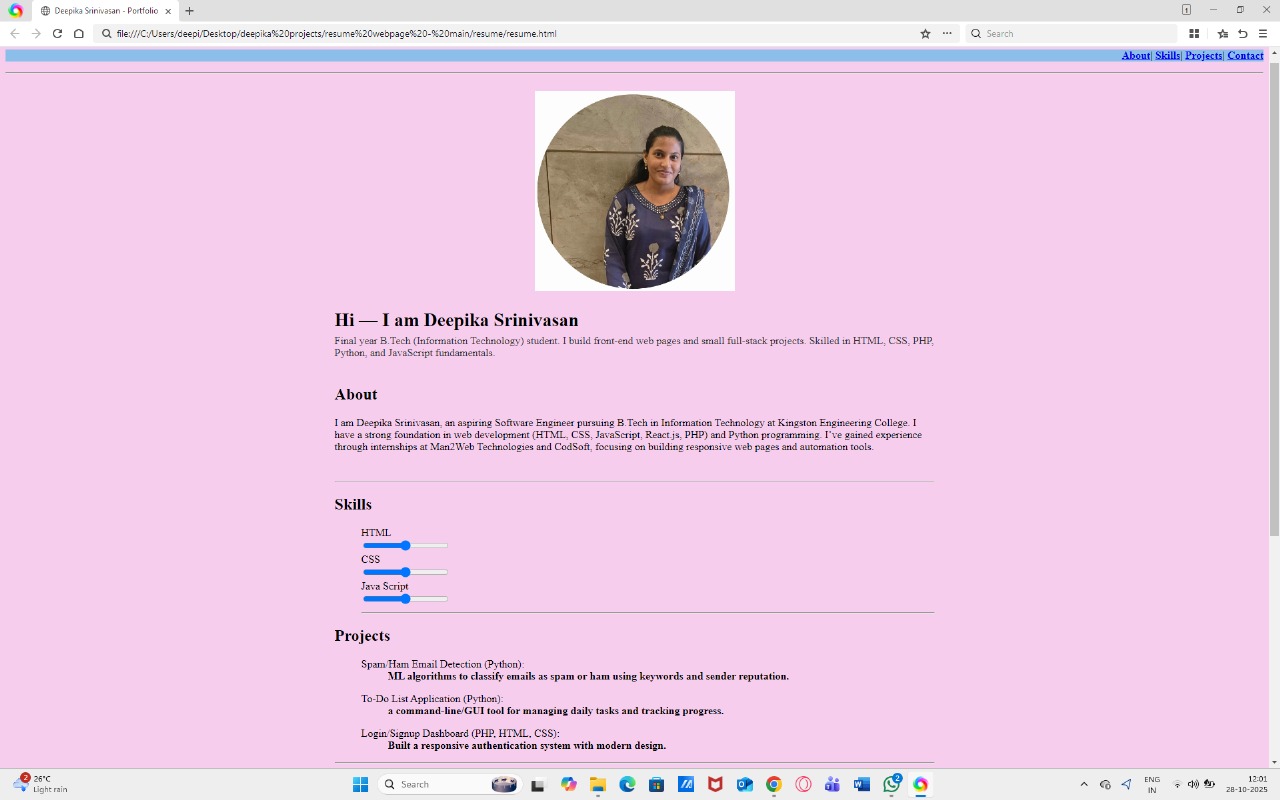 Deepika Srinivasan - Portfolio
1
file:///C:/Users/deepi/Desktop/deepika%20projects/resume%20webpage%20-%20main/resume/resume.html
Search
About| Skills| Projects| Contact
Hi — I am Deepika Srinivasan
Final year B.Tech (Information Technology) student. I build front-end web pages and small full-stack projects. Skilled in HTML, CSS, PHP,
Python, and JavaScript fundamentals.
About
I am Deepika Srinivasan, an aspiring Software Engineer pursuing B.Tech in Information Technology at Kingston Engineering College. I
have a strong foundation in web development (HTML, CSS, JavaScript, React.js, PHP) and Python programming. I've gained experience
through internships at Man2Web Technologies and CodSoft, focusing on building responsive web pages and automation tools.
Skills
HTML
CSS
Java Script
Projects
Spam/Ham Email Detection (Python):
ML algorithms to classify emails as spam or ham using keywords and sender reputation.
To-Do List Application (Python):
a command-line/GUI tool for managing daily tasks and tracking progress.
Login/Signup Dashboard (PHP, HTML, CSS):
Built a responsive authentication system with modern design.
2
26°C
Light rain
Search
2
ENG
IN
12:01
28-10-2025